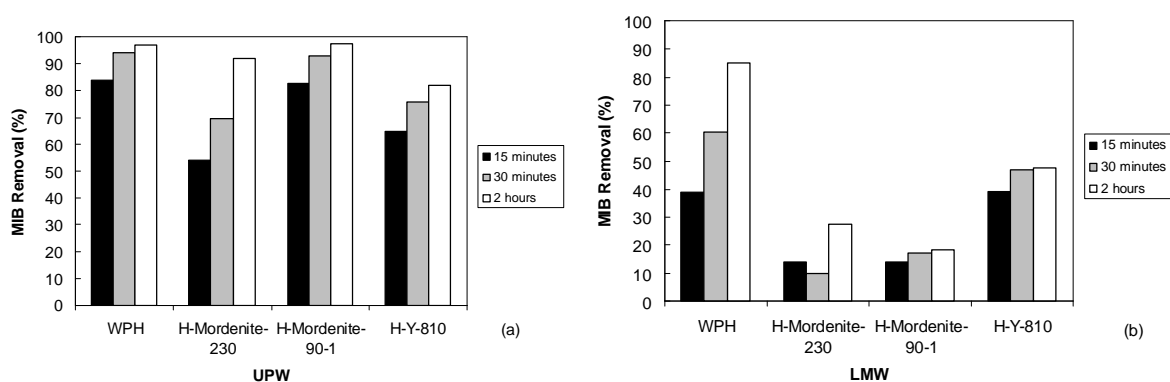 100
90
80
70
60
50
40
30
20
10
0
MIB Removal (%)
WPH
H-Mordenite-
230
H-Mordenite-
90-1
H-Y-810
UPW
15 minutes
30 minutes
2 hours
(a)
100
90
80
70
60
50
40
30
20
10
0
MIB Removal (%)
WPH
H-Mordenite-
230
H-Mordenite-
90-1
H-Y-810
LMW
15 minutes
30 minutes
2 hours
(b)